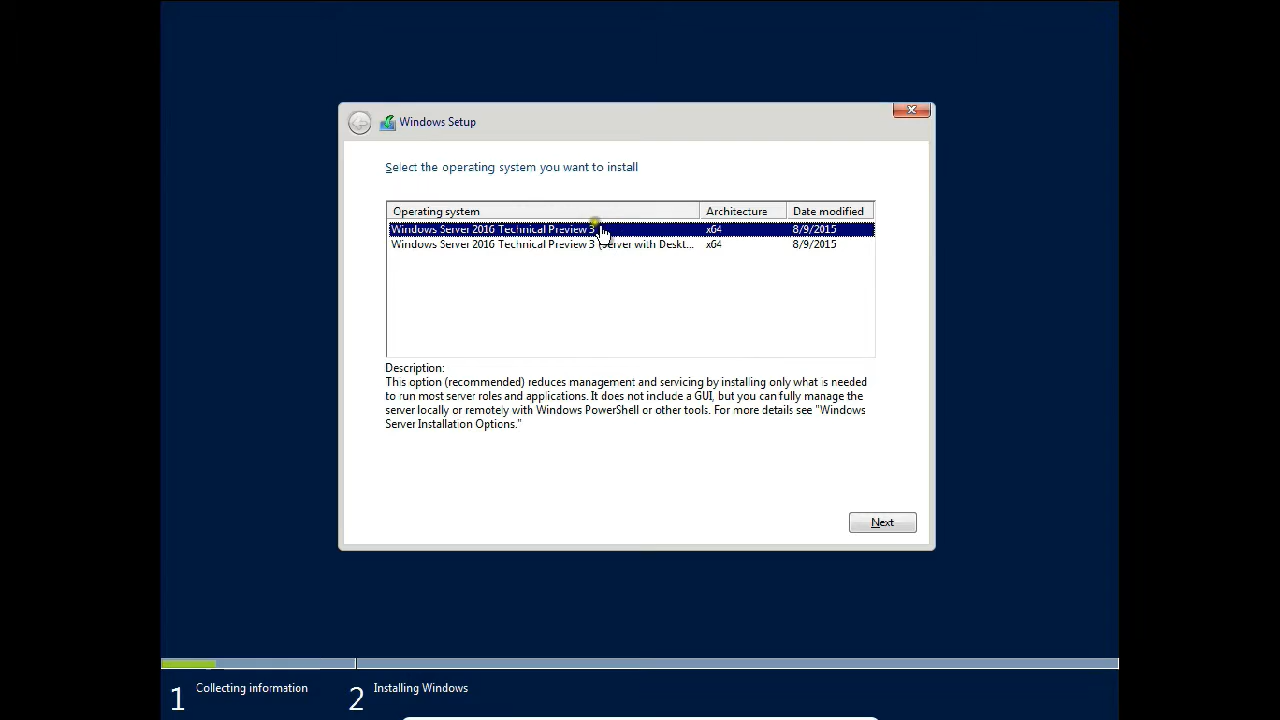 Windows Setup
Select the operating system you want to install
Operating system Architecture Date modified
Windows Server 2016 Technical Preview 3 x64 8/9/2015
Windows Server 2016 Technical Preview 3 (Server with Deskt... x64 8/9/2015
Description:
This option (recommended) reduces management and servicing by installing only what is needed
to run most server roles and applications. It does not include a GUI, but you can fully manage the
server locally or remotely with Windows PowerShell or other tools. For more details see "Windows
Server Installation Options."
Next
1 Collecting information 2 Installing Windows